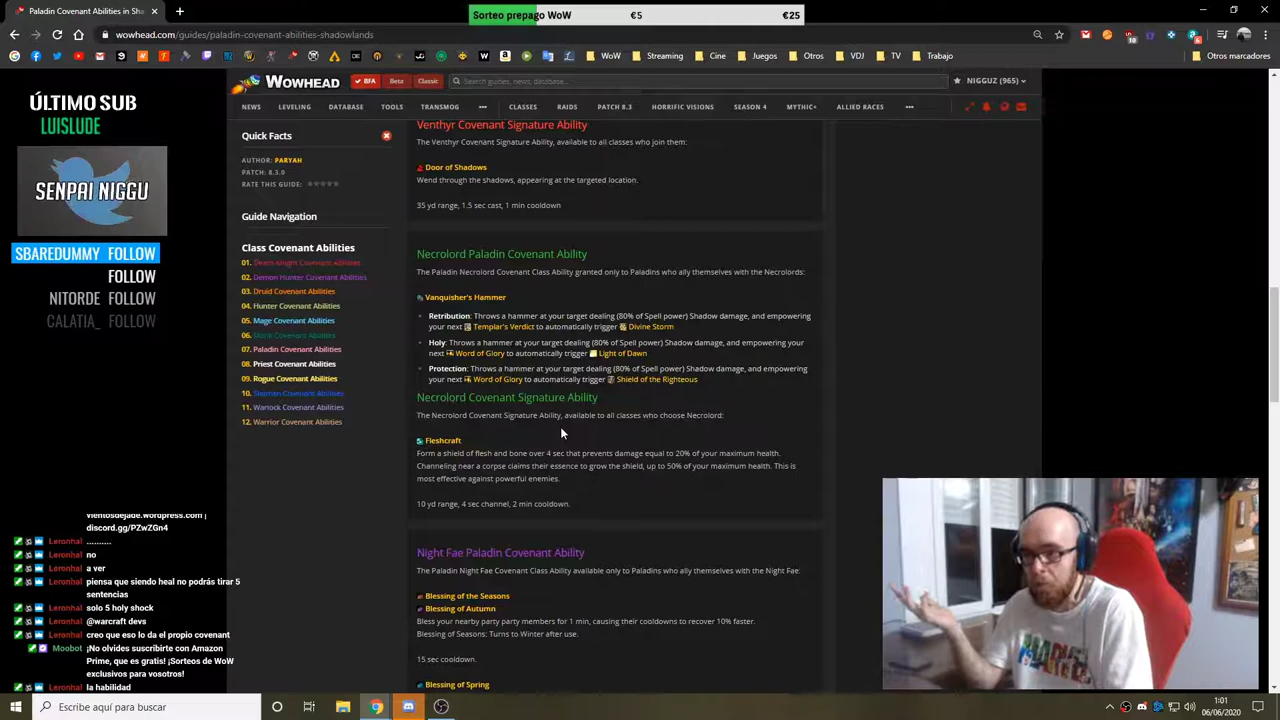 Paladin Covenant Abilities in Sha
Sorteo prepago WoW €5 €25
om/guides/paladin-covenant-abilities-shadowlands
WoW Streaming Cine Juegos Otros VDJ TV Trabajo Otros marcadores
WOWHEAD BFA Beta Classic Search guides, news, database... NIGGUZ (965)
NEWS LEVELING DATABASE TOOLS TRANSMOG ••• CLASSES RAIDS PATCH 8.3 HORRIFIC VISIONS SEASON 4 MYTHIC+ ALLIED RACES •••
ÚLTIMO SUB
LUISLUDE
SENPAI NIGGU
SBAREDUMMY FOLLOW
FOLLOW
NITORDE FOLLOW
CALATIA_ FOLLOW
Quick Facts
AUTHOR: PARYAH
PATCH: 8.3.0
RATE THIS GUIDE:
Guide Navigation
Class Covenant Abilities
01. Death Knight Covenant Abilities
02. Demon Hunter Covenant Abilities
03. Druid Covenant Abilities
04. Hunter Covenant Abilities
05. Mage Covenant Abilities
06. Monk Covenant Abilities
07. Paladin Covenant Abilities
08. Priest Covenant Abilities
09. Rogue Covenant Abilities
10. Shaman Covenant Abilities
11. Warlock Covenant Abilities
12. Warrior Covenant Abilities
Venthyr Covenant Signature Ability
The Venthyr Covenant Signature Ability, available to all classes who join them:
Door of Shadows
Wend through the shadows, appearing at the targeted location.
35 yd range, 1.5 sec cast, 1 min cooldown
Necrolord Paladin Covenant Ability
The Paladin Necrolord Covenant Class Ability granted only to Paladins who ally themselves with the Necrolords:
Vanquisher's Hammer
Retribution: Throws a hammer at your target dealing (80% of Spell power) Shadow damage, and empowering
your next Templar's Verdict to automatically trigger Divine Storm
Holy: Throws a hammer at your target dealing (80% of Spell power) Shadow damage, and empowering your
next Word of Glory to automatically trigger Light of Dawn
Protection: Throws a hammer at your target dealing (80% of Spell power) Shadow damage, and empowering
your next Word of Glory to automatically trigger Shield of the Righteous
Necrolord Covenant Signature Ability
The Necrolord Covenant Signature Ability, available to all classes who choose Necrolord:
Fleshcraft
Form a shield of flesh and bone over 4 sec that prevents damage equal to 20% of your maximum health.
Channeling near a corpse claims their essence to grow the shield, up to 50% of your maximum health. This is
most effective against powerful enemies.
10 yd range, 4 sec channel, 2 min cooldown.
Night Fae Paladin Covenant Ability
The Paladin Night Fae Covenant Class Ability available only to Paladins who ally themselves with the Night Fae:
Blessing of the Seasons
Blessing of Autumn
Bless your nearby party party members for 1 min, causing their cooldowns to recover 10% faster.
Blessing of Seasons: Turns to Winter after use.
15 sec cooldown.
Blessing of Spring
vientosdejade.wordpress.com |
discord.gg/PZwZGn4
Leronhal ..........
Leronhal no
Leronhal a ver
Leronhal piensa que siendo heal no podrás tirar 5
sentencias
Leronhal solo 5 holy shock
Leronhal @warcraft devs
Leronhal creo que eso lo da el propio covenant
Moobot ¡No olvides suscribirte con Amazon
Prime, que es gratis! ¡Sorteos de WoW
exclusivos para vosotros!
Leronhal la habilidad
Escribe aquí para buscar
1:01
06/06/2020